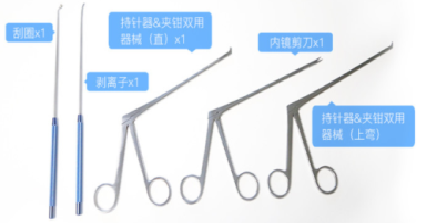 刮圈x1
持针器&夹钳双用
器械（直）x1
内镜剪刀x1
剥离子x1
持针器&夹钳双用
器械（上弯）